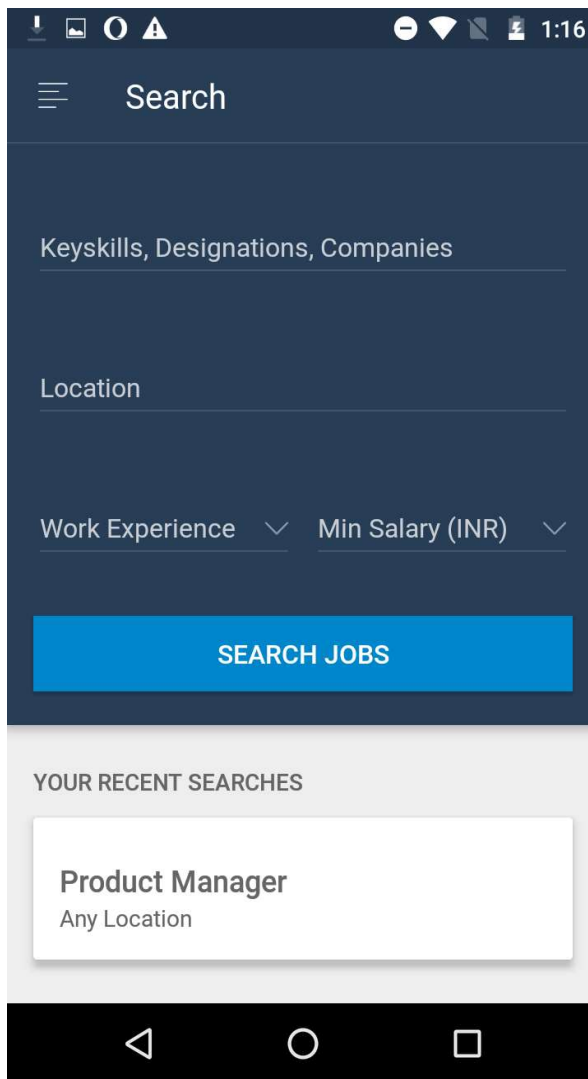 1:16
Search
Keyskills, Designations, Companies
Location
Work Experience Min Salary (INR)
SEARCH JOBS
YOUR RECENT SEARCHES
Product Manager
Any Location